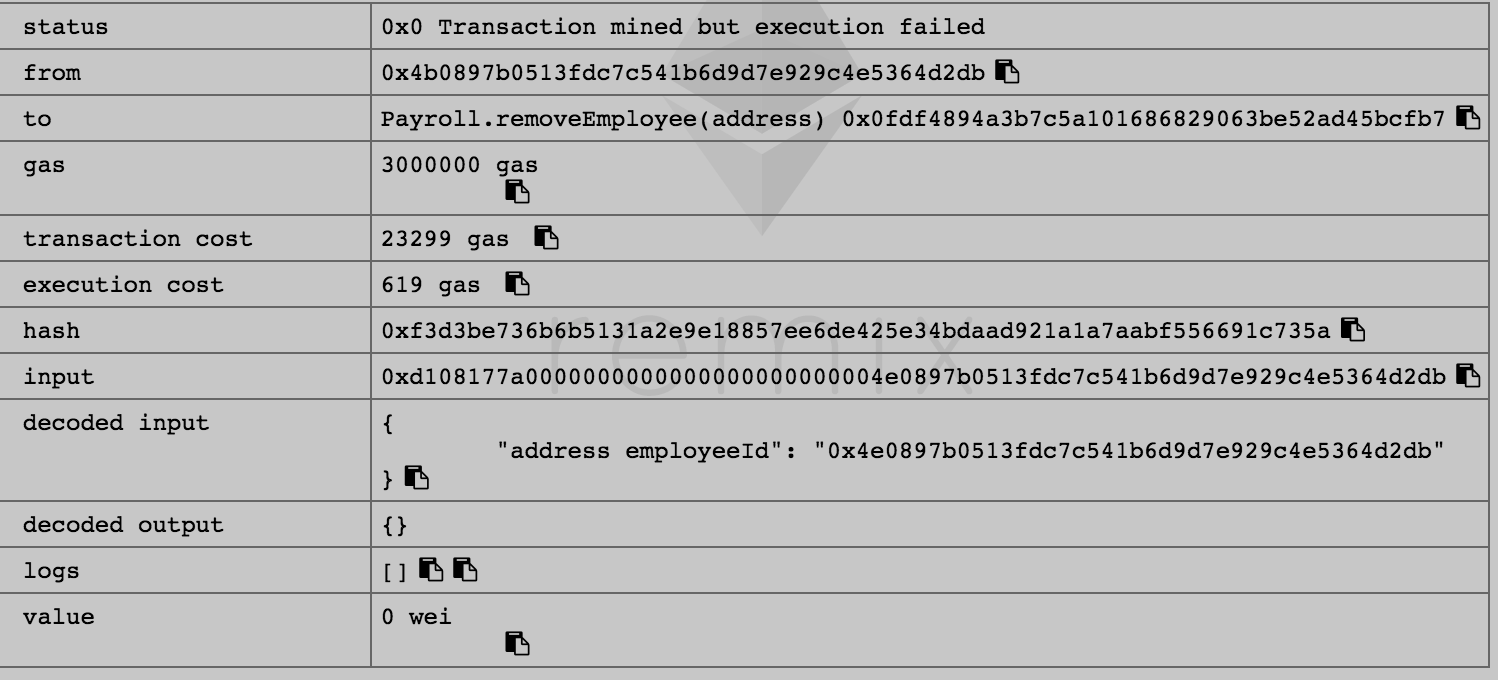 status 0x0 Transaction mined but execution failed
from 0x4b0897b0513fdc7c541b6d9d7e929c4e5364d2db
to Payroll.removeEmployee(address) 0x0fdf4894a3b7c5a101686829063be52ad45bcfb7
gas 3000000 gas
transaction cost 23299 gas
execution cost 619 gas
hash 0xf3d3be736b6b5131a2e9e18857ee6de425e34bdaad921a1a7aabf556691c735a
input 0xd108177a0000000000000000000000004e0897b0513fdc7c541b6d9d7e929c4e5364d2db
decoded input {
"address employeeId": "0x4e0897b0513fdc7c541b6d9d7e929c4e5364d2db"
}
decoded output {}
logs []
value 0 wei
remix